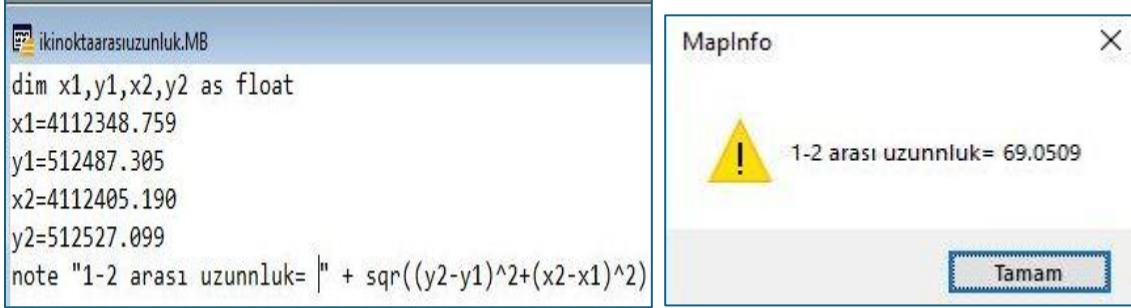 ikinoktaarasıuzunluk.MB
dim x1,y1,x2,y2 as float
x1=4112348.759
y1=512487.305
x2=4112405.190
y2=512527.099
note "1-2 arası uzunnluk= " + sqr((y2-y1)^2+(x2-x1)^2)
MapInfo
1-2 arası uzunnluk= 69.0509
Tamam